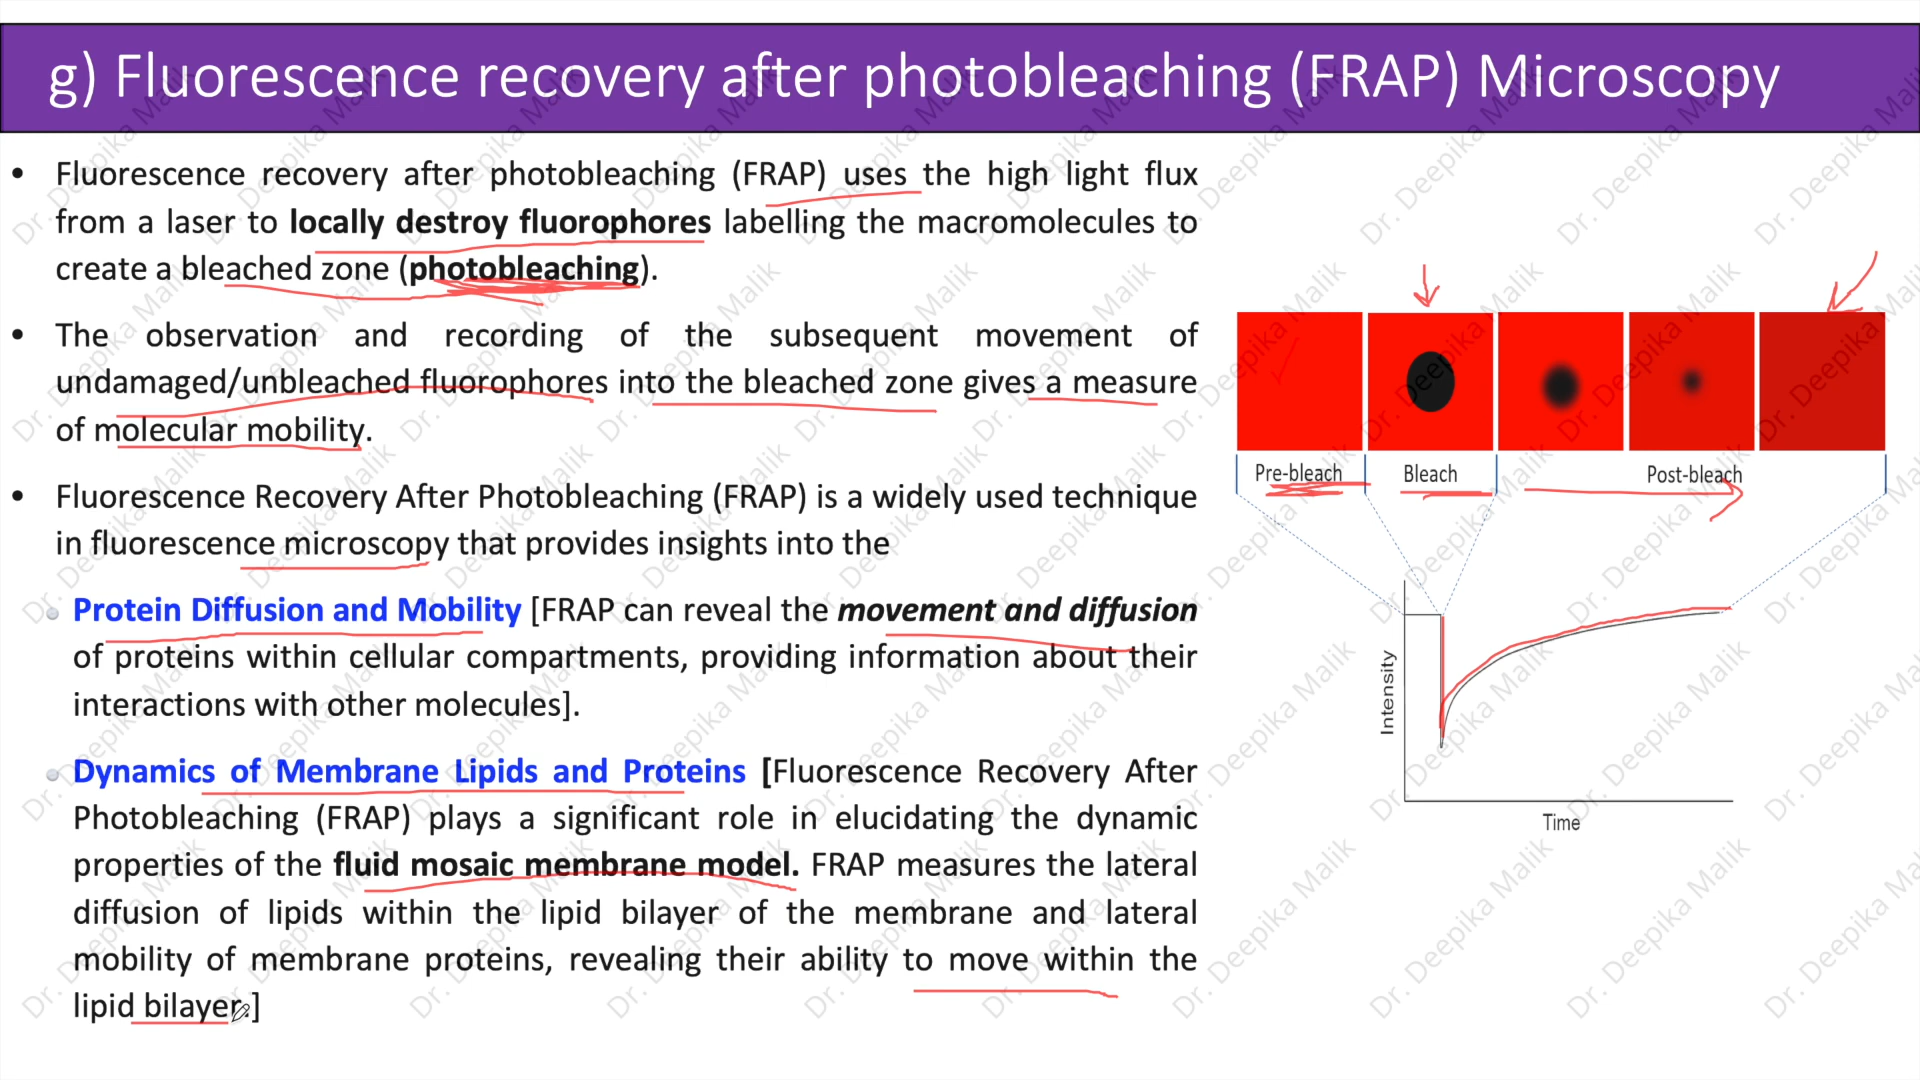 g) Fluorescence recovery after photobleaching (FRAP) Microscopy
• Fluorescence recovery after photobleaching (FRAP) uses the high light flux
from a laser to locally destroy fluorophores labelling the macromolecules to
create a bleached zone (photobleaching).
• The observation and recording of the subsequent movement of
undamaged/unbleached fluorophores into the bleached zone gives a measure
of molecular mobility.
• Fluorescence Recovery After Photobleaching (FRAP) is a widely used technique
in fluorescence microscopy that provides insights into the
Protein Diffusion and Mobility [FRAP can reveal the movement and diffusion
of proteins within cellular compartments, providing information about their
interactions with other molecules].
Dynamics of Membrane Lipids and Proteins [Fluorescence Recovery After
Photobleaching (FRAP) plays a significant role in elucidating the dynamic
properties of the fluid mosaic membrane model. FRAP measures the lateral
diffusion of lipids within the lipid bilayer of the membrane and lateral
mobility of membrane proteins, revealing their ability to move within the
lipid bilayer.]
Pre-bleach Bleach Post-bleach
Intensity
Time
Dr. Deepika Malik